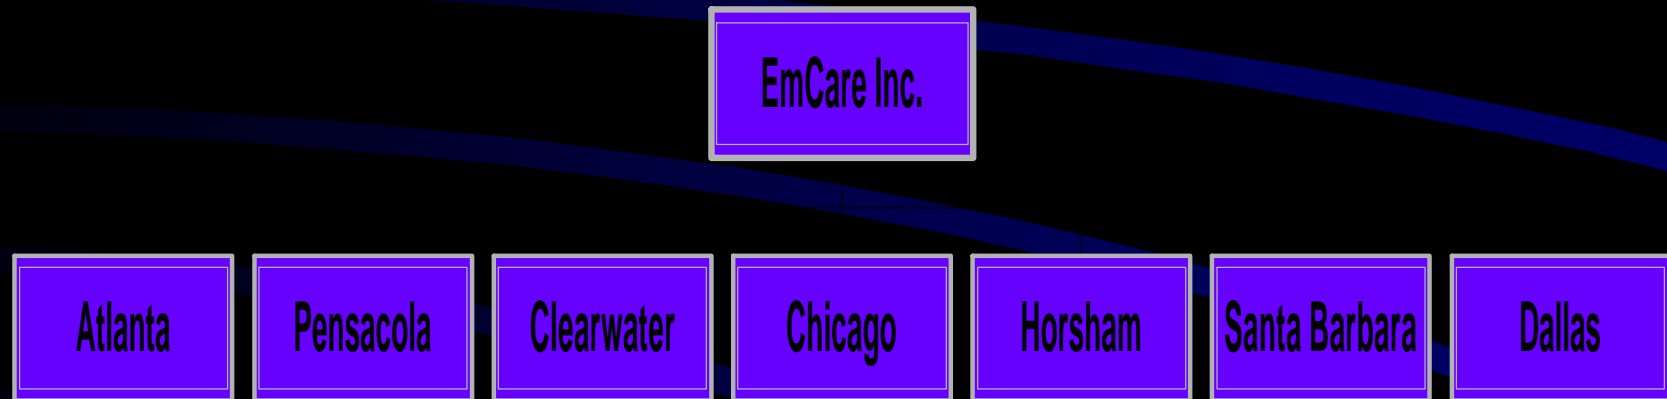 EmCare Inc.
Atlanta
Pensacola
Clearwater
Chicago
Horsham
Santa Barbara
Dallas